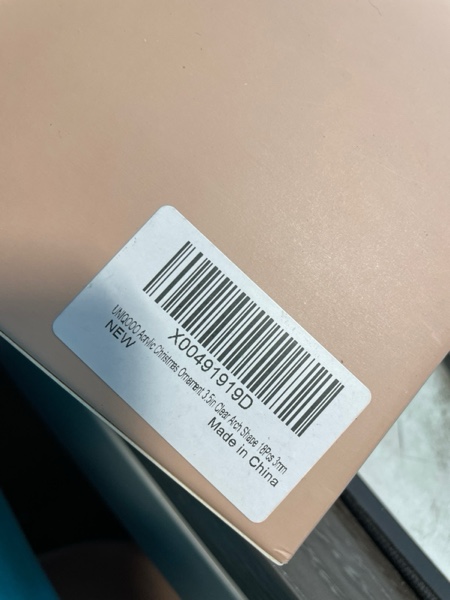 X00491919D
UNIQOOO Acrylic Christmas Ornament 3.5in Clear Arch Shape 18Pcs 3mm
NEW
Made in China